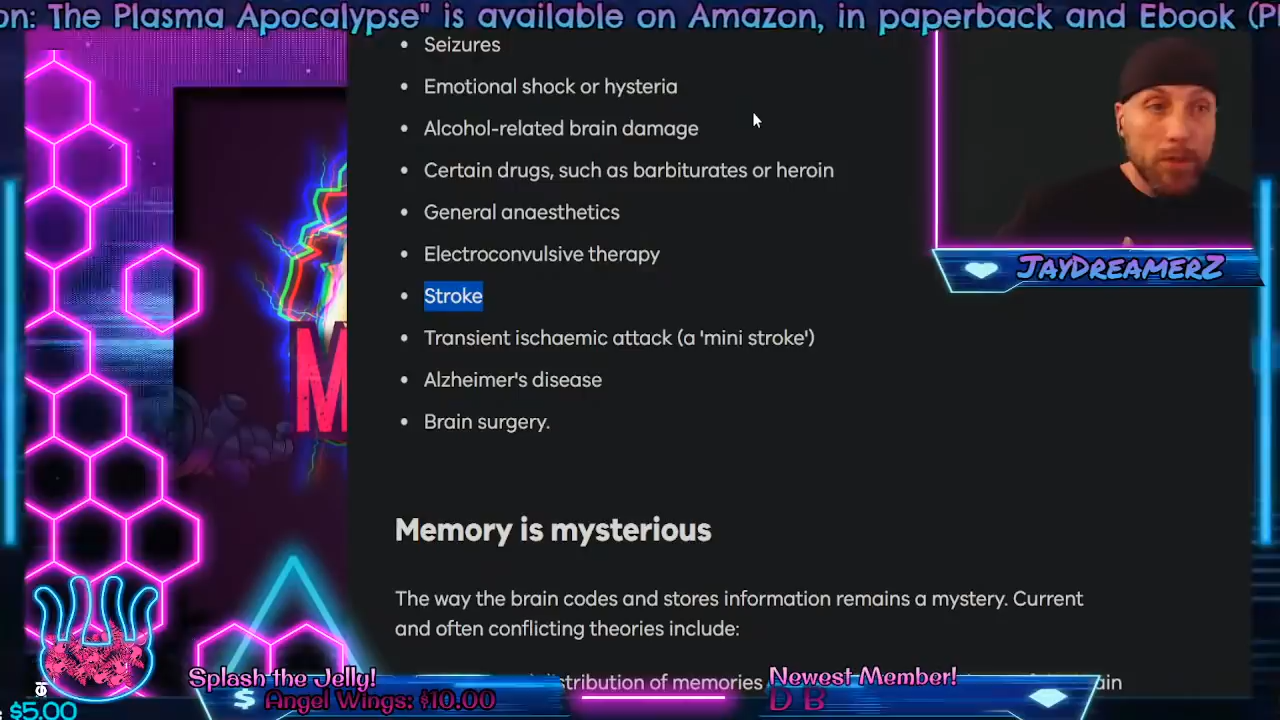 on: The Plasma Apocalypse" is available on Amazon, in paperback and Ebook (P
• Seizures
• Emotional shock or hysteria
• Alcohol-related brain damage
• Certain drugs, such as barbiturates or heroin
• General anaesthetics
• Electroconvulsive therapy
• Stroke
• Transient ischaemic attack (a 'mini stroke')
• Alzheimer's disease
• Brain surgery.
JayDreamerZ
M
Memory is mysterious
The way the brain codes and stores information remains a mystery. Current
and often conflicting theories include:
distribution of memories
Splash the Jelly!
$ Angel Wings: $10.00
Newest Member!
D B
: $5.00